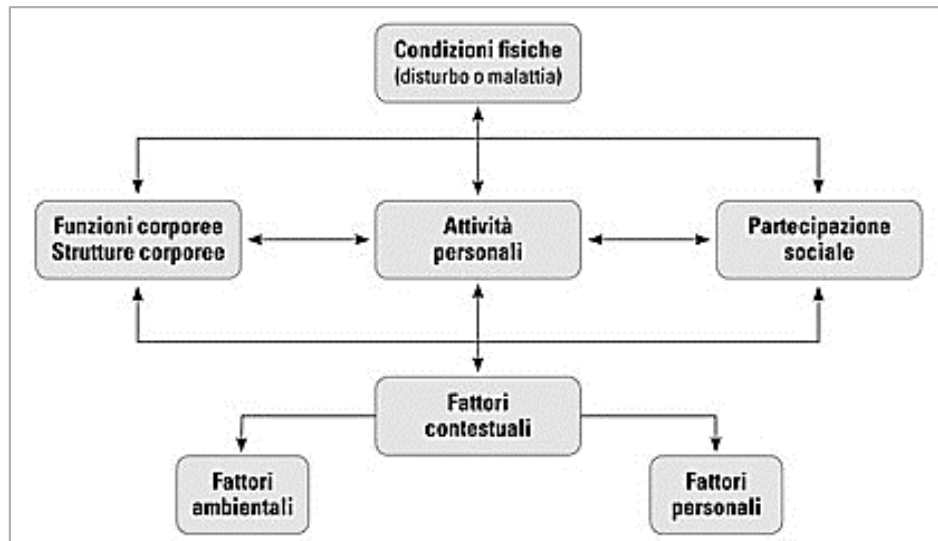 Condizioni fisiche
(disturbo o malattia)
Funzioni corporee
Strutture corporee
Attività
personali
Partecipazione
sociale
Fattori
contestuali
Fattori
ambientali
Fattori
personali